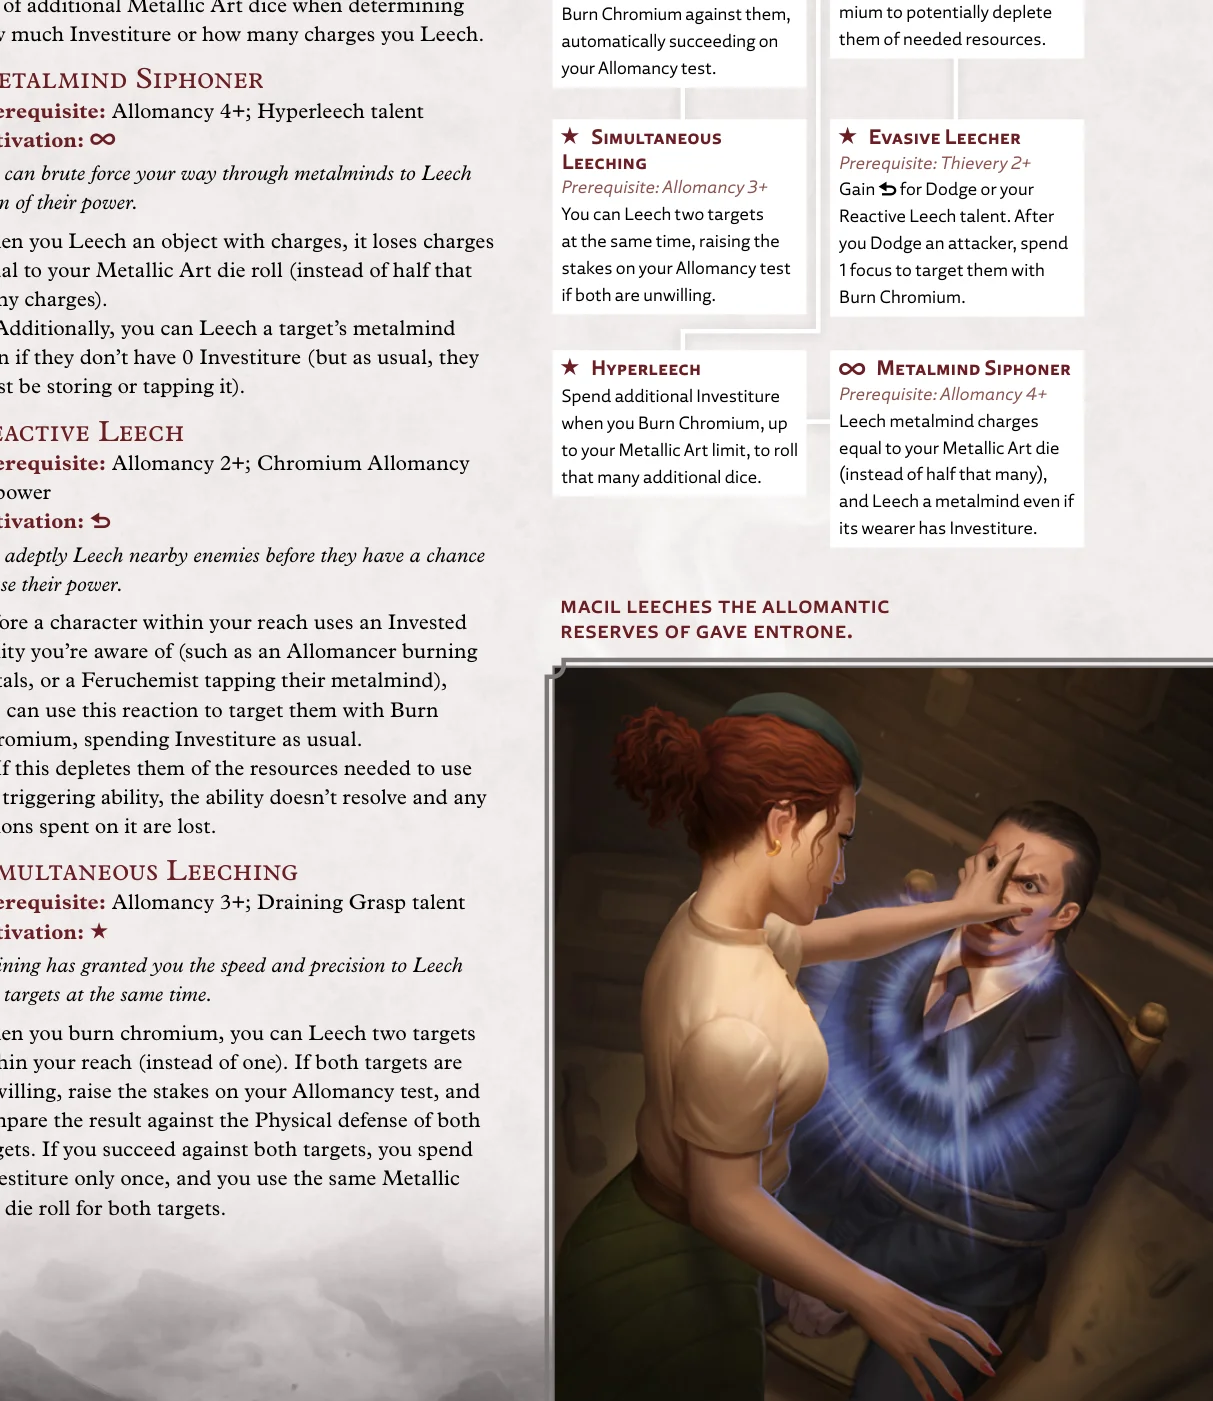 of additional Metallic Art dice when determining
much Investiture or how many charges you Leech.
ETALMIND SIPHONER
erequisite: Allomancy 4+; Hyperleech talent
tivation: ∞
can brute force your way through metalminds to Leech
of their power.
en you Leech an object with charges, it loses charges
al to your Metallic Art die roll (instead of half that
ny charges).
Additionally, you can Leech a target's metalmind
n if they don't have 0 Investiture (but as usual, they
st be storing or tapping it).
EACTIVE LEECH
erequisite: Allomancy 2+; Chromium Allomancy
power
tivation:
adeptly Leech nearby enemies before they have a chance
se their power.
ore a character within your reach uses an Invested
ity you're aware of (such as an Allomancer burning
tals, or a Feruchemist tapping their metalmind),
can use this reaction to target them with Burn
romium, spending Investiture as usual.
If this depletes them of the resources needed to use
triggering ability, the ability doesn't resolve and any
ions spent on it are lost.
MULTANEOUS LEECHING
erequisite: Allomancy 3+; Draining Grasp talent
tivation: ★
ining has granted you the speed and precision to Leech
targets at the same time.
en you burn chromium, you can Leech two targets
hin your reach (instead of one). If both targets are
willing, raise the stakes on your Allomancy test, and
mpare the result against the Physical defense of both
gets. If you succeed against both targets, you spend
estiture only once, and you use the same Metallic
die roll for both targets.
Burn Chromium against them,
automatically succeeding on
your Allomancy test.
mium to potentially deplete
them of needed resources.
★ SIMULTANEOUS
LEECHING
Prerequisite: Allomancy 3+
You can Leech two targets
at the same time, raising the
stakes on your Allomancy test
if both are unwilling.
★ EVASIVE LEECHER
Prerequisite: Thievery 2+
Gain for Dodge or your
Reactive Leech talent. After
you Dodge an attacker, spend
1 focus to target them with
Burn Chromium.
★ HYPERLEECH
Spend additional Investiture
when you Burn Chromium, up
to your Metallic Art limit, to roll
that many additional dice.
∞ METALMIND SIPHONER
Prerequisite: Allomancy 4+
Leech metalmind charges
equal to your Metallic Art die
(instead of half that many),
and Leech a metalmind even if
its wearer has Investiture.
MACIL LEECHES THE ALLOMANTIC
RESERVES OF GAVE ENTRONE.